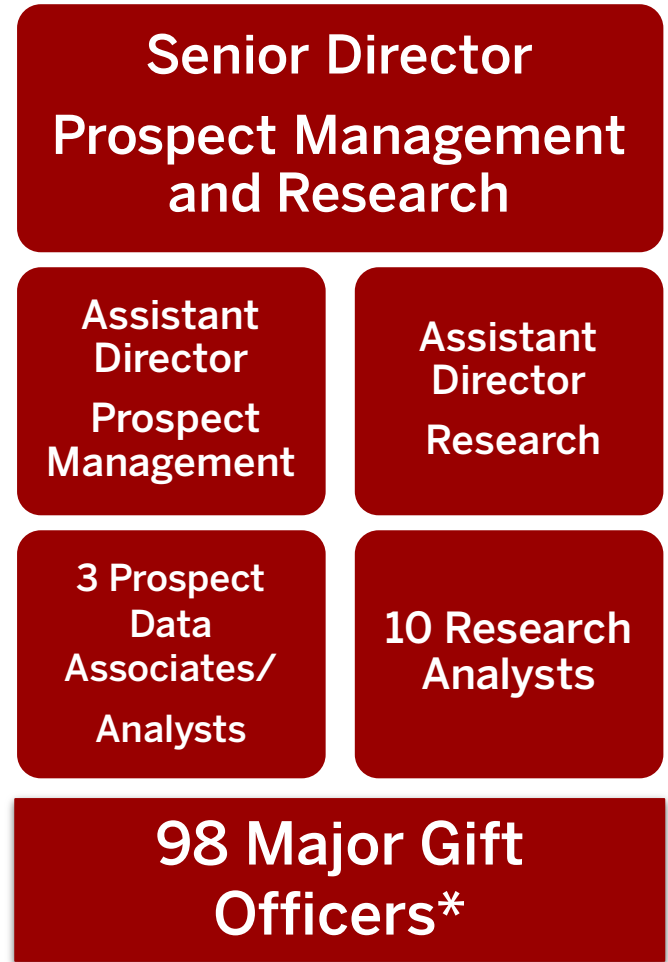 Senior Director
Prospect Management
and Research
Assistant
Director
Prospect
Management
Assistant
Director
Research
3 Prospect
Data
Associates/
Analysts
10 Research
Analysts
98 Major Gift
Officers*